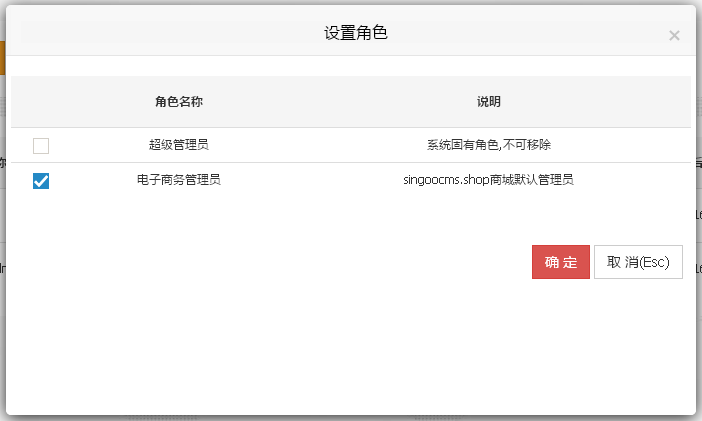 设置角色
×
角色名称 说明
超级管理员 系统固有角色,不可移除
电子商务管理员 singoocms.shop商城默认管理员
确 定 取 消(Esc)